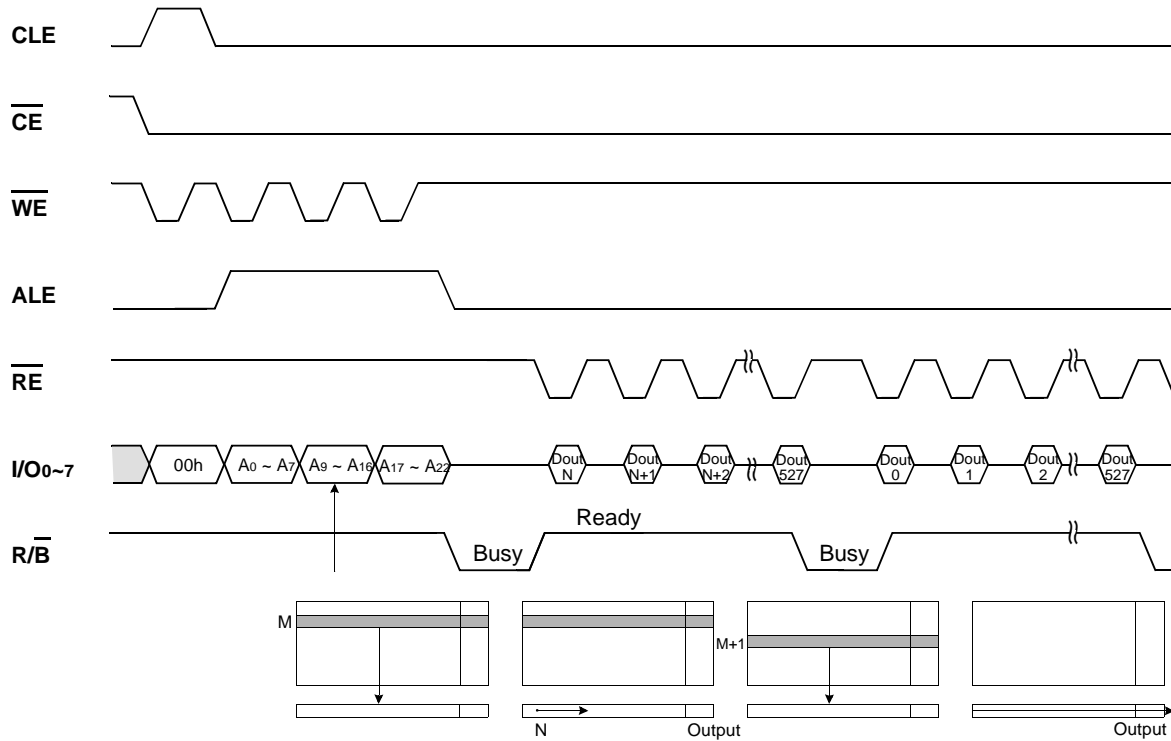 CLE
CE
WE
ALE
RE
I/O0~7 00h A0 ~ A7 A9 ~ A16 A17 ~ A22 Dout N Dout N+1 Dout N+2 Dout 527 Dout 0 Dout 1 Dout 2 Dout 527
R/B Busy Ready Busy
M M+1
N Output Output